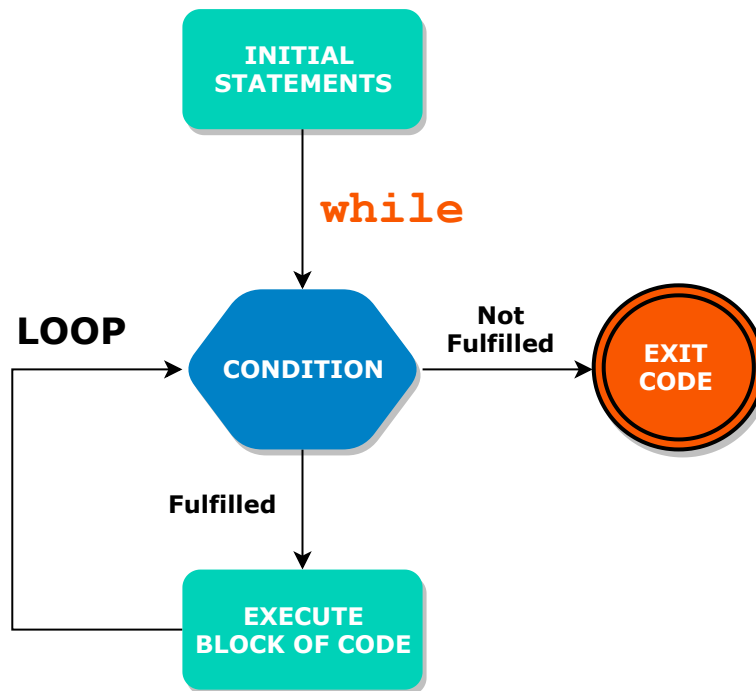 INITIAL
STATEMENTS
while
LOOP
CONDITION
Not
Fulfilled
EXIT
CODE
Fulfilled
EXECUTE
BLOCK OF CODE